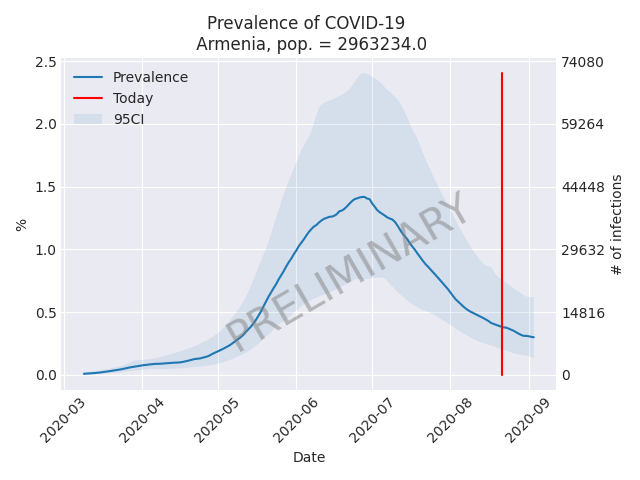 Prevalence of COVID-19
Armenia, pop. = 2963234.0
Prevalence
Today
95CI
2.5
2.0
1.5
1.0
0.5
0.0
%
74080
59264
44448
29632
14816
0
# of infections
PRELIMINARY
2020-03
2020-04
2020-05
2020-06
2020-07
2020-08
2020-09
Date